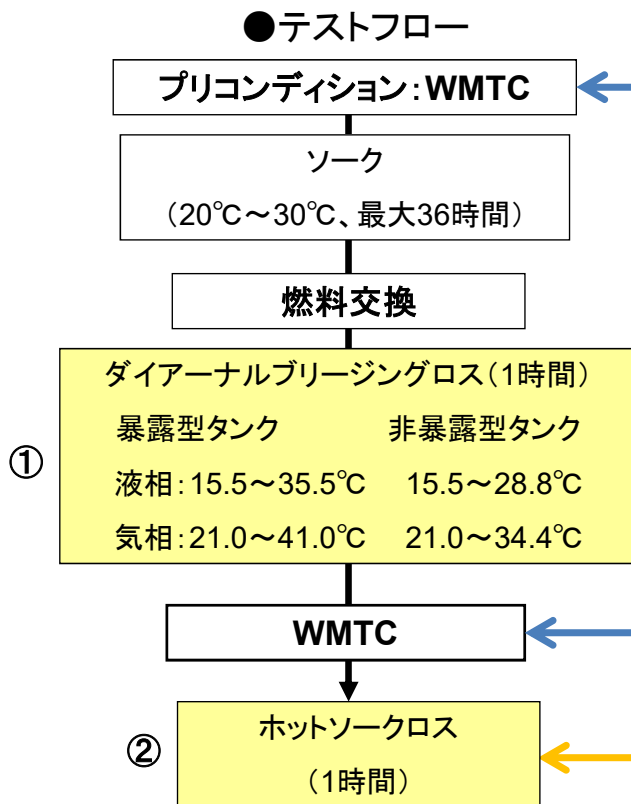 ●テストフロー
プリコンディション：WMTC
ソーク
（20℃～30℃、最大36時間）
燃料交換
ダイアーナルブリージングロス（1時間）
暴露型タンク 非暴露型タンク
①
液相：15.5～35.5℃ 15.5～28.8℃
気相：21.0～41.0℃ 21.0～34.4℃
WMTC
②
ホットソークロス
（1時間）